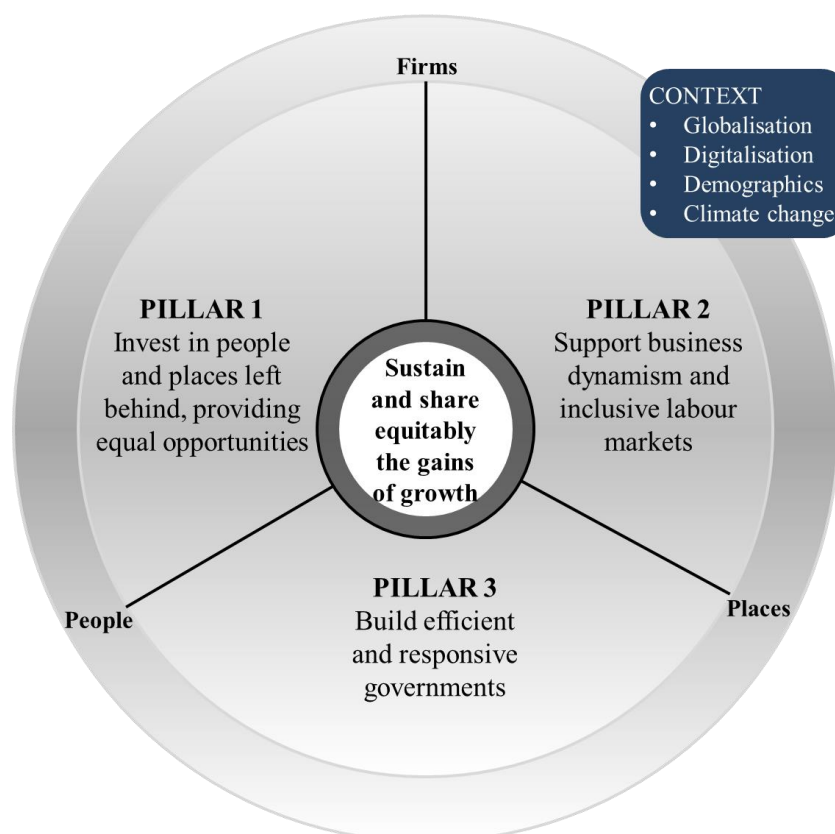 Firms
CONTEXT
• Globalisation
• Digitalisation
• Demographics
• Climate change
PILLAR 1
Invest in people
and places left
behind, providing
equal opportunities
PILLAR 2
Support business
dynamism and
inclusive labour
markets
Sustain
and share
equitably
the gains
of growth
PILLAR 3
Build efficient
and responsive
governments
People
Places